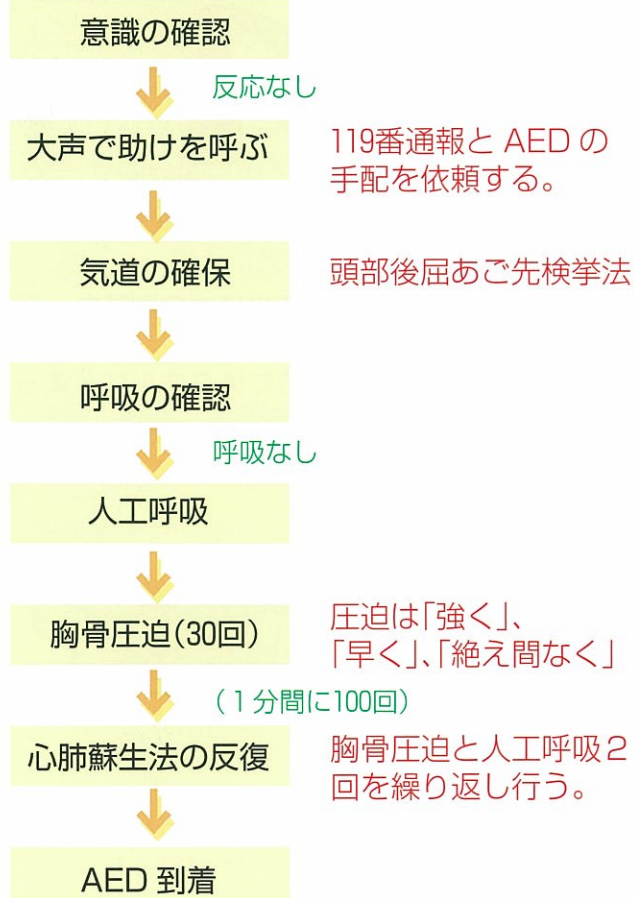 意識の確認
反応なし
大声で助けを呼ぶ
119番通報と AED の
手配を依頼する。
気道の確保
頭部後屈あご先検挙法
呼吸の確認
呼吸なし
人工呼吸
胸骨圧迫(30回)
圧迫は「強く」、
「早く」、「絶え間なく」
(1分間に100回)
心肺蘇生法の反復
胸骨圧迫と人工呼吸2
回を繰り返し行う。
AED 到着